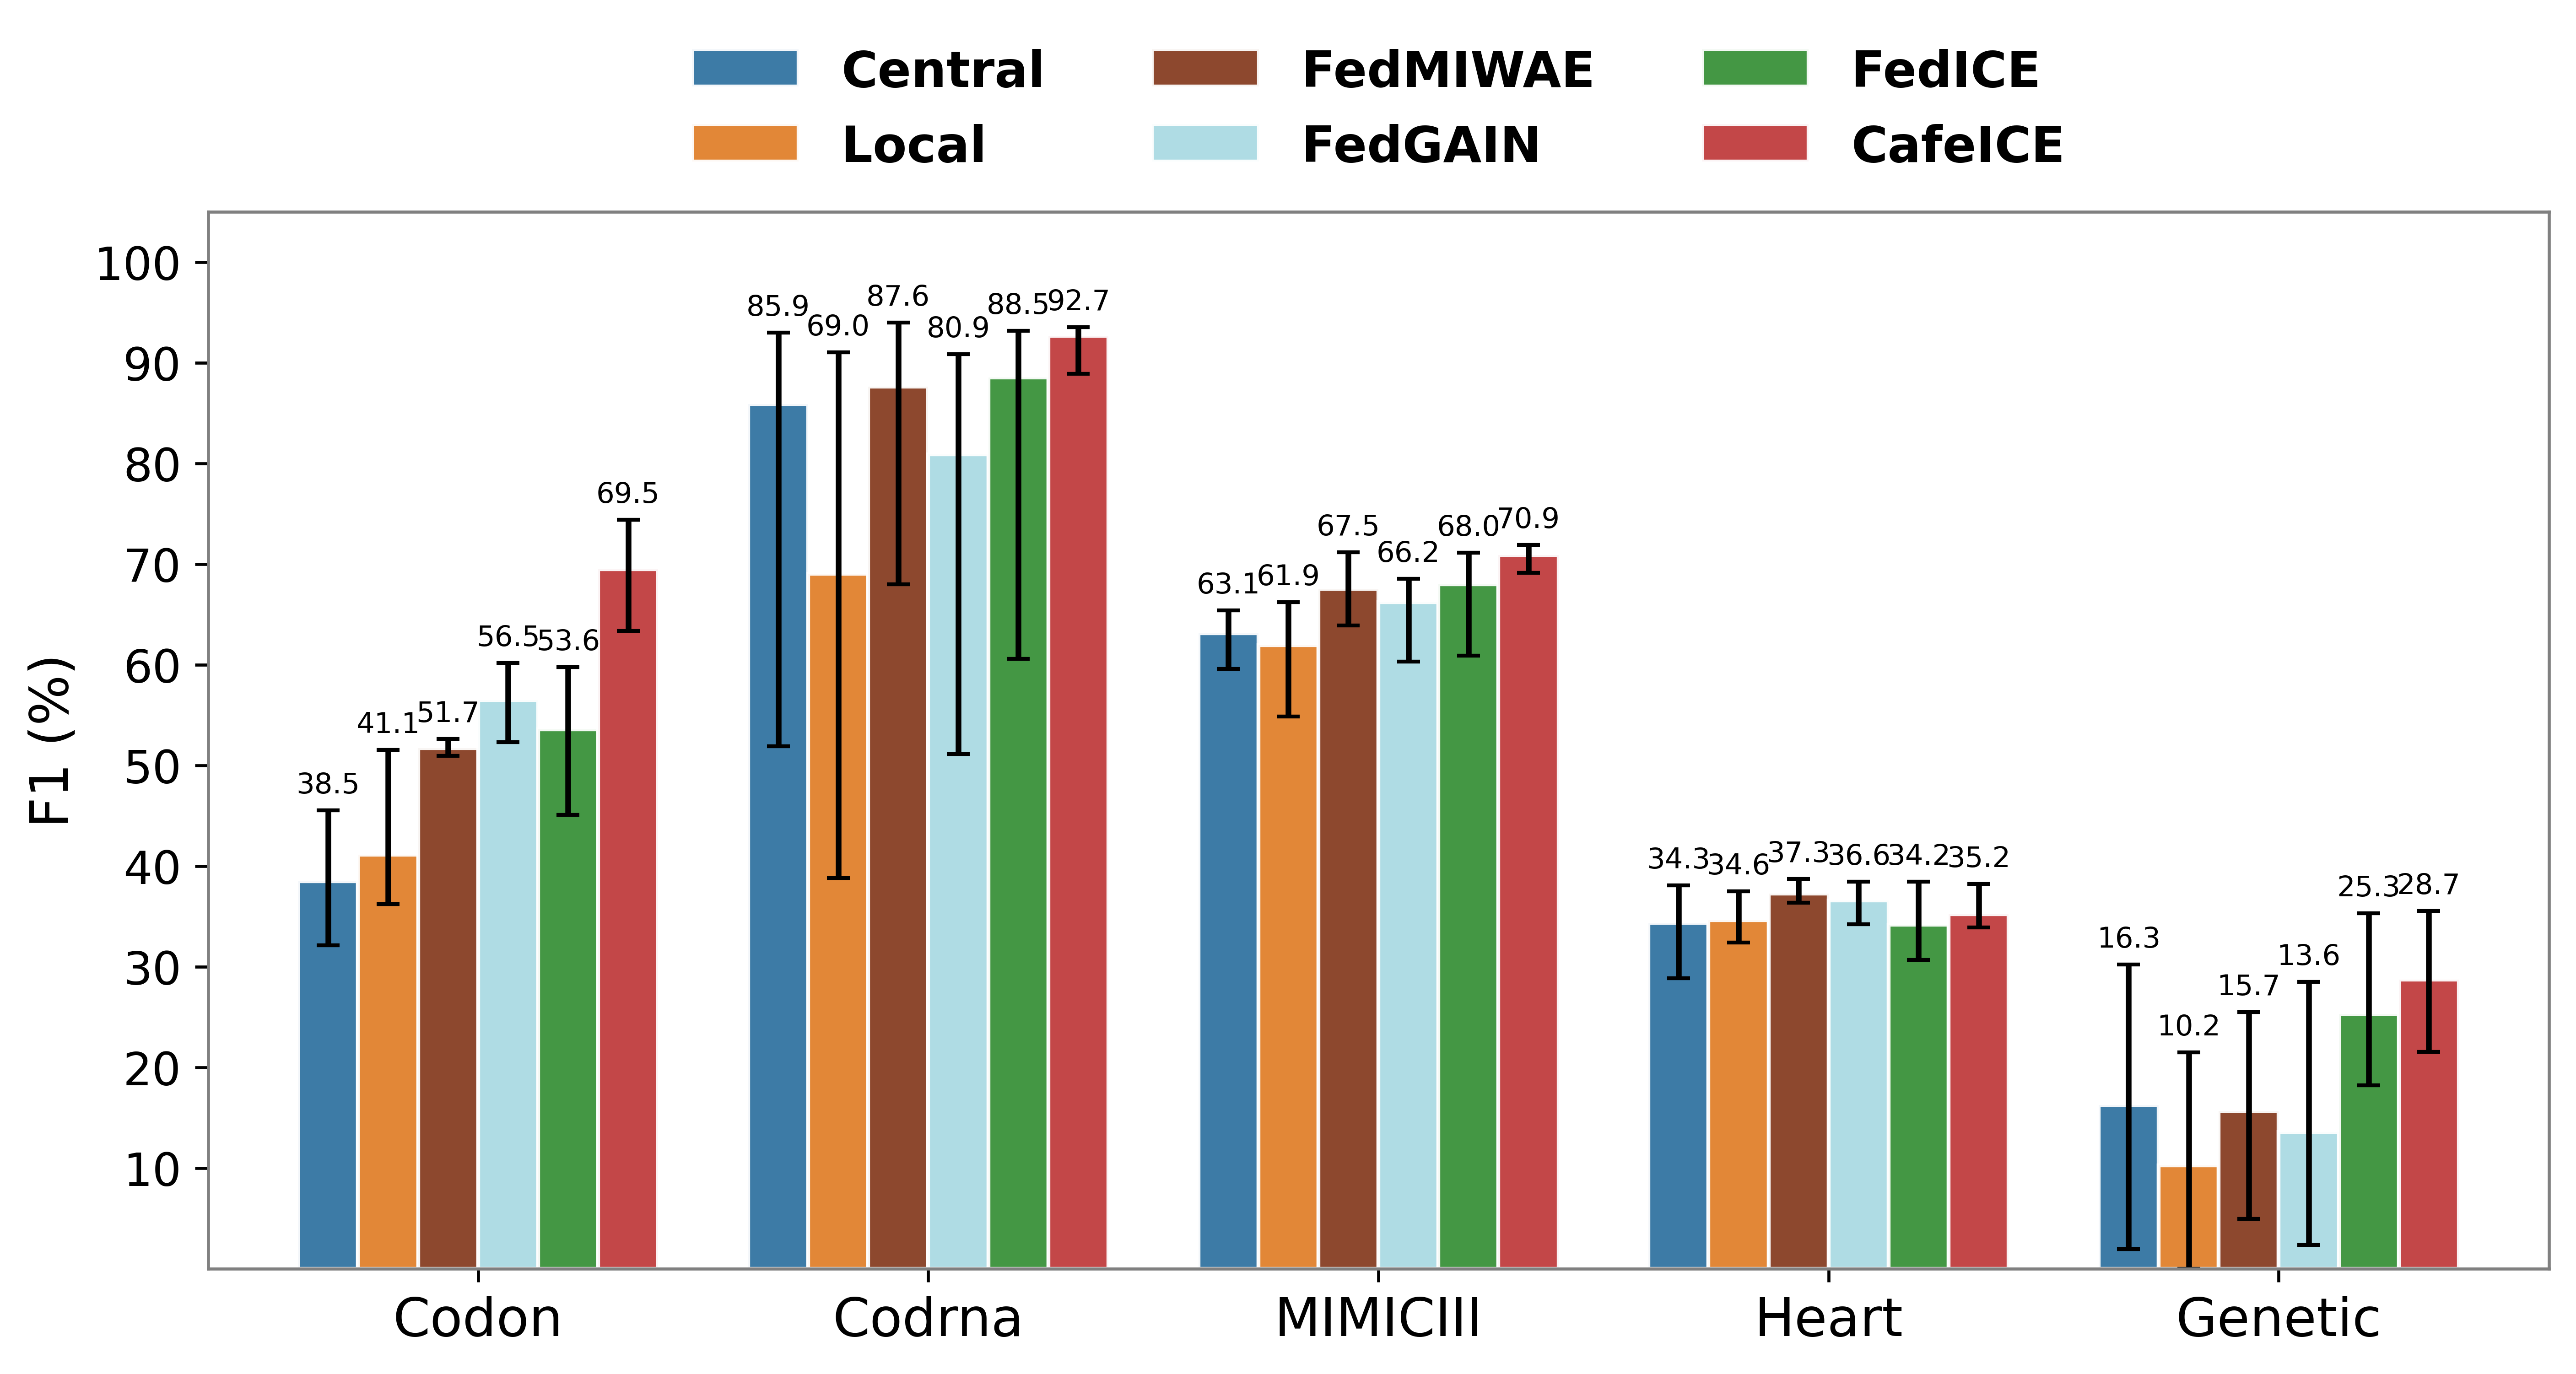 Central FedMIWAE FedICE
Local FedGAIN CafeICE
F1 (%)
100
90
80
70
60
50
40
30
20
10
38.5 41.1 51.7 56.5 53.6 69.5
85.9 69.0 87.6 80.9 88.5 92.7
63.1 61.9 67.5 66.2 68.0 70.9
34.3 34.6 37.3 36.6 34.2 35.2
16.3 10.2 15.7 13.6 25.3 28.7
Codon Codrna MIMICIII Heart Genetic